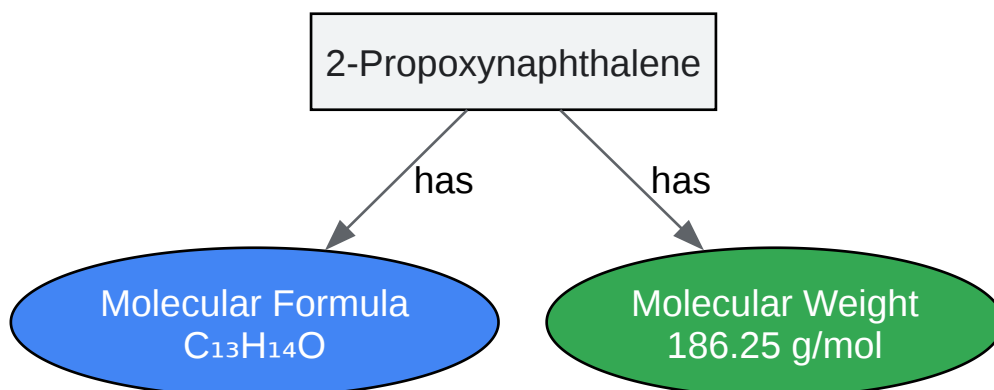 2-Propoxynaphthalene
has
has
Molecular Formula
C₁₃H₁₄O
Molecular Weight
186.25 g/mol